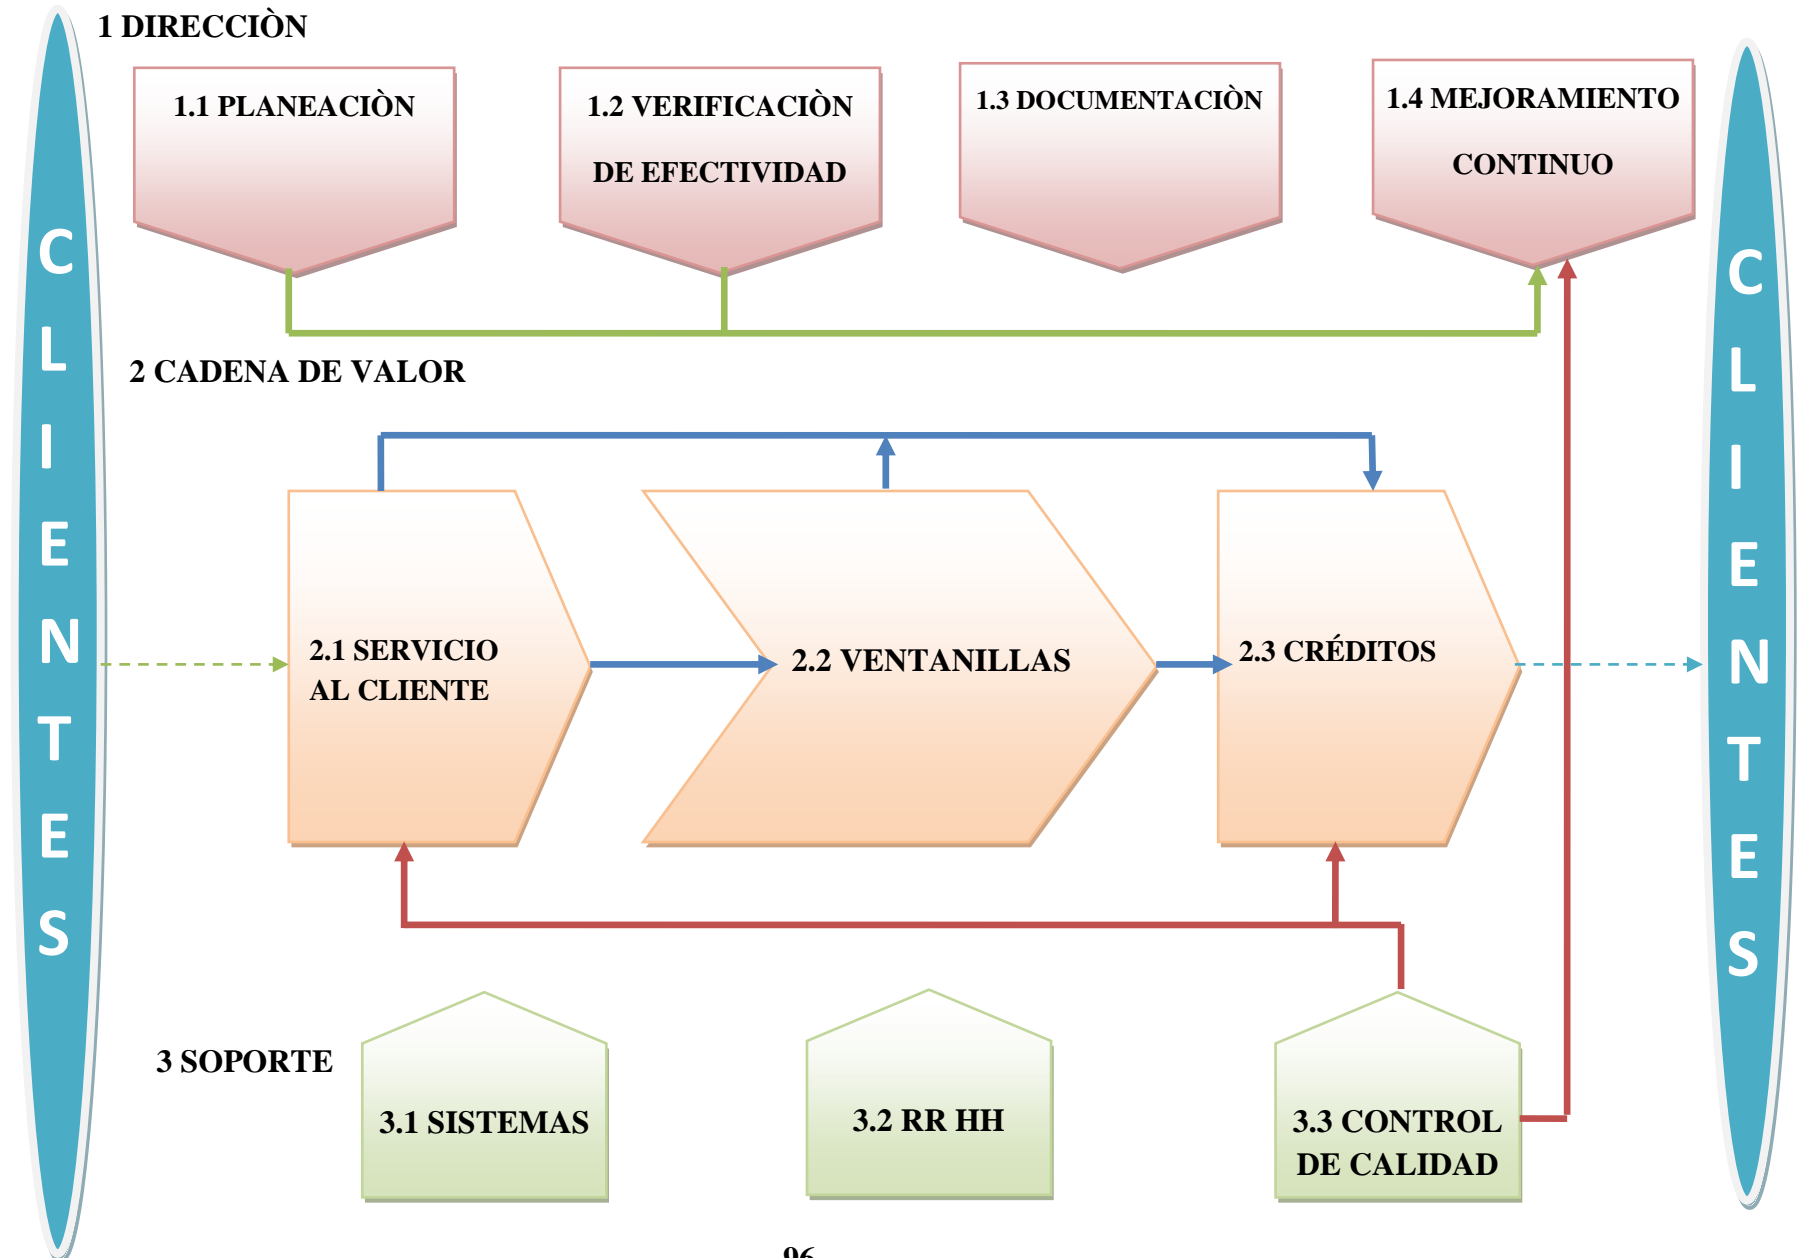 1 DIRECCIÒN
1.1 PLANEACIÒN
1.2 VERIFICACIÒN
DE EFECTIVIDAD
1.3 DOCUMENTACIÒN
1.4 MEJORAMIENTO
CONTINUO
C
L
I
E
N
T
E
S
2 CADENA DE VALOR
2.1 SERVICIO
AL CLIENTE
2.2 VENTANILLAS
2.3 CRÉDITOS
C
L
I
E
N
T
E
S
3 SOPORTE
3.1 SISTEMAS
3.2 RR HH
3.3 CONTROL
DE CALIDAD
96